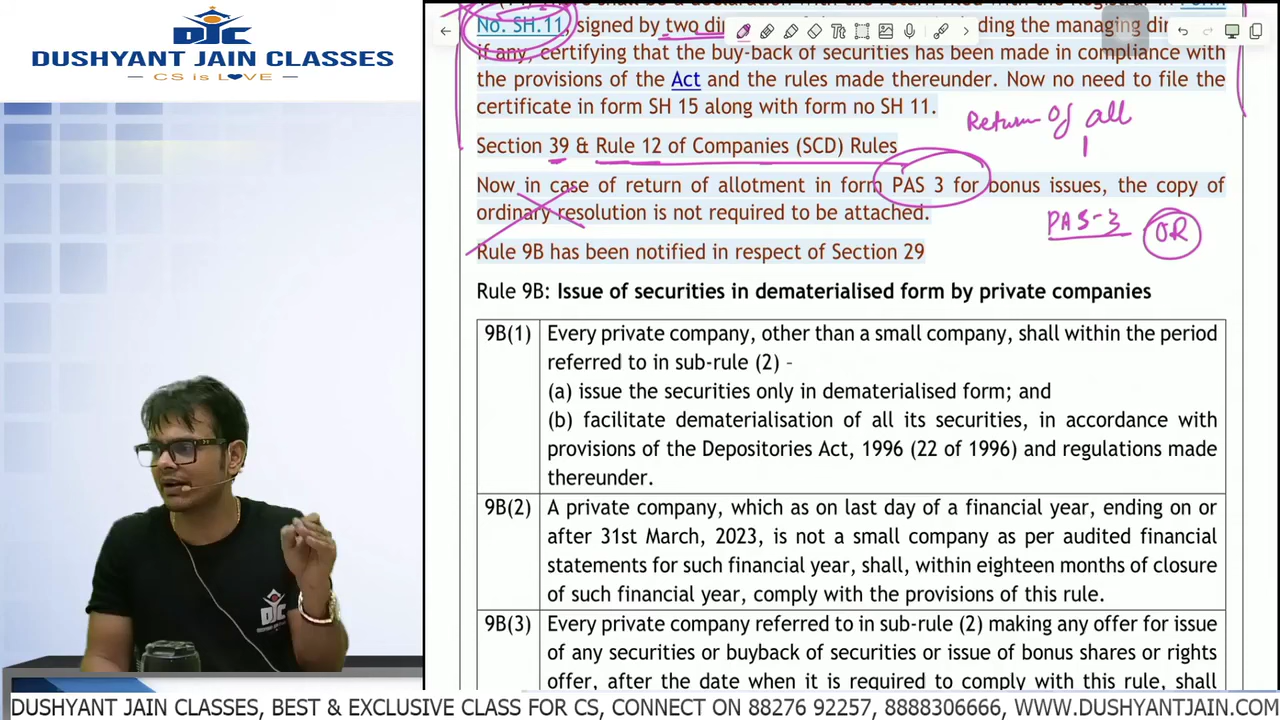 DJC
DUSHYANT JAIN CLASSES
CS is LOVE
No. SH.11, signed by two di
if any, certifying that the buy-back of securities has been made in compliance with
the provisions of the Act and the rules made thereunder. Now no need to file the
certificate in form SH 15 along with form no SH 11.
Return Of all
Section 39 & Rule 12 of Companies (SCD) Rules
Now in case of return of allotment in form PAS 3 for bonus issues, the copy of
ordinary resolution is not required to be attached.
PAS-3 OR
Rule 9B has been notified in respect of Section 29
Rule 9B: Issue of securities in dematerialised form by private companies
9B(1) Every private company, other than a small company, shall within the period
referred to in sub-rule (2) -
(a) issue the securities only in dematerialised form; and
(b) facilitate dematerialisation of all its securities, in accordance with
provisions of the Depositories Act, 1996 (22 of 1996) and regulations made
thereunder.
9B(2) A private company, which as on last day of a financial year, ending on or
after 31st March, 2023, is not a small company as per audited financial
statements for such financial year, shall, within eighteen months of closure
of such financial year, comply with the provisions of this rule.
9B(3) Every private company referred to in sub-rule (2) making any offer for issue
of any securities or buyback of securities or issue of bonus shares or rights
offer, after the date when it is required to comply with this rule, shall
DUSHYANT JAIN CLASSES, BEST & EXCLUSIVE CLASS FOR CS, CONNECT ON 88276 92257, 8888306666, WWW.DUSHYANTJAIN.COM